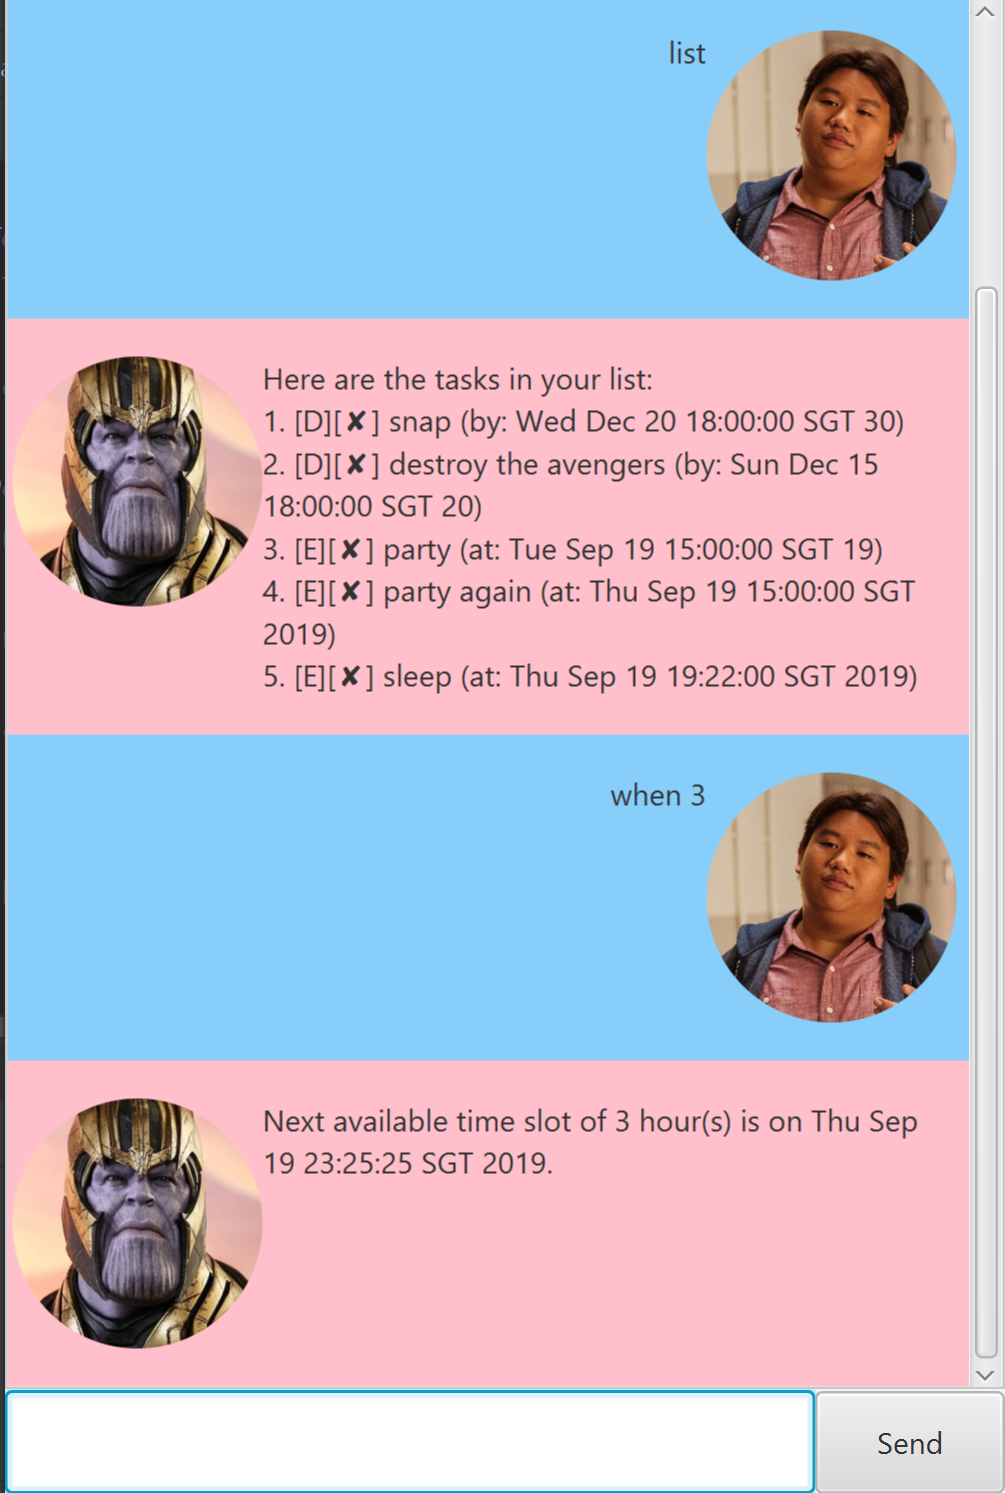 list
Here are the tasks in your list:
1. [D][✘] snap (by: Wed Dec 20 18:00:00 SGT 30)
2. [D][✘] destroy the avengers (by: Sun Dec 15
18:00:00 SGT 20)
3. [E][✘] party (at: Tue Sep 19 15:00:00 SGT 19)
4. [E][✘] party again (at: Thu Sep 19 15:00:00 SGT
2019)
5. [E][✘] sleep (at: Thu Sep 19 19:22:00 SGT 2019)
when 3
Next available time slot of 3 hour(s) is on Thu Sep
19 23:25:25 SGT 2019.
Send